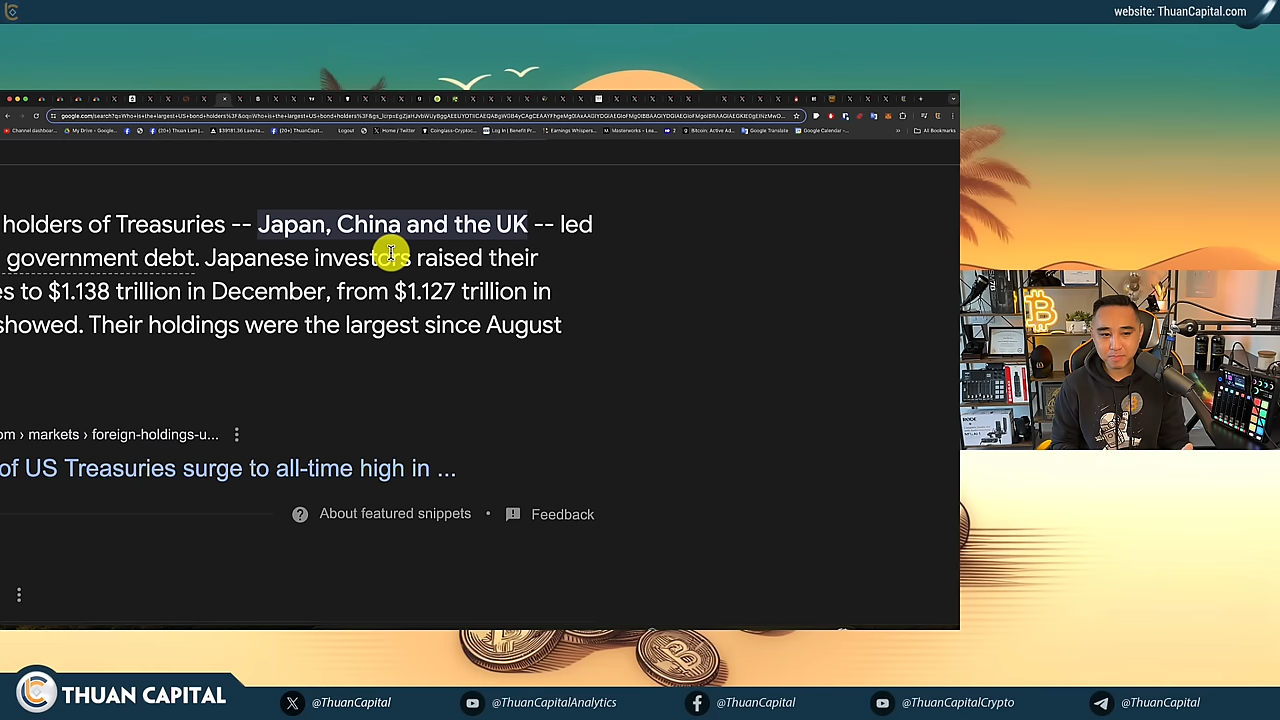 website: ThuanCapital.com
holders of Treasuries -- Japan, China and the UK -- led
government debt. Japanese investors raised their
es to $1.138 trillion in December, from $1.127 trillion in
showed. Their holdings were the largest since August
om › markets › foreign-holdings-u...
of US Treasuries surge to all-time high in ...
About featured snippets • Feedback
THUAN CAPITAL
@ThuanCapital
@ThuanCapitalAnalytics
@ThuanCapital
@ThuanCapitalCrypto
@ThuanCapital